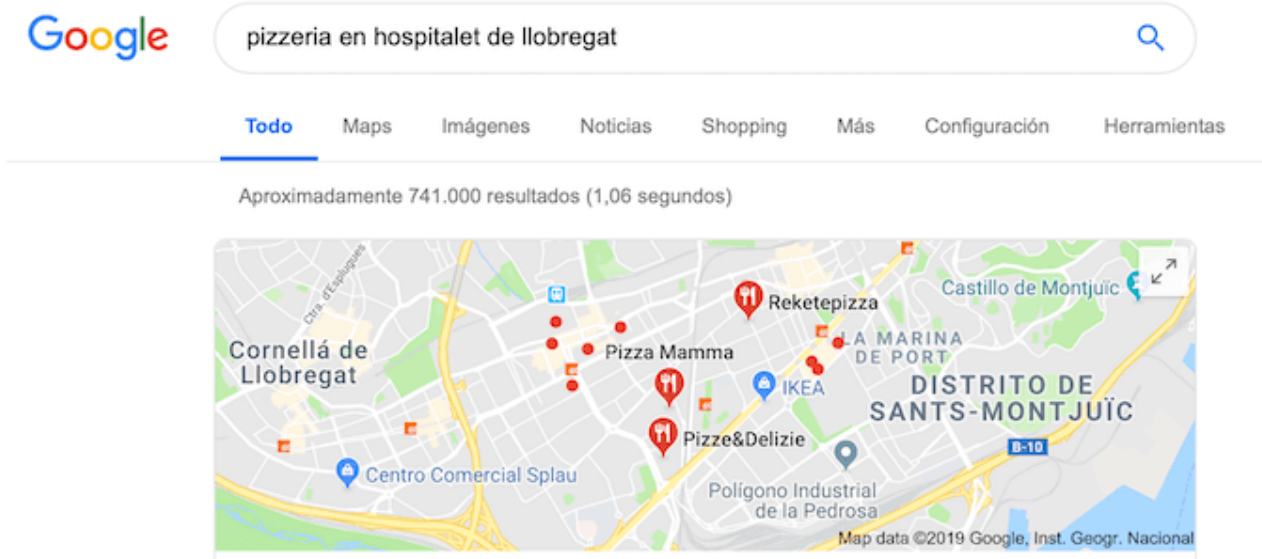 Google
pizzeria en hospitalet de llobregat
Todo Maps Imágenes Noticias Shopping Más Configuración Herramientas
Aproximadamente 741.000 resultados (1,06 segundos)
Ctra. d'Esplugues
Castillo de Montjuïc
Reketepizza
Cornellá de
Llobregat
Pizza Mamma
LA MARINA
DE PORT
IKEA
DISTRITO DE
SANTS-MONTJUÏC
Pizze&Delizie
B-10
Centro Comercial Splau
Polígono Industrial
de la Pedrosa
Map data ©2019 Google, Inst. Geogr. Nacional